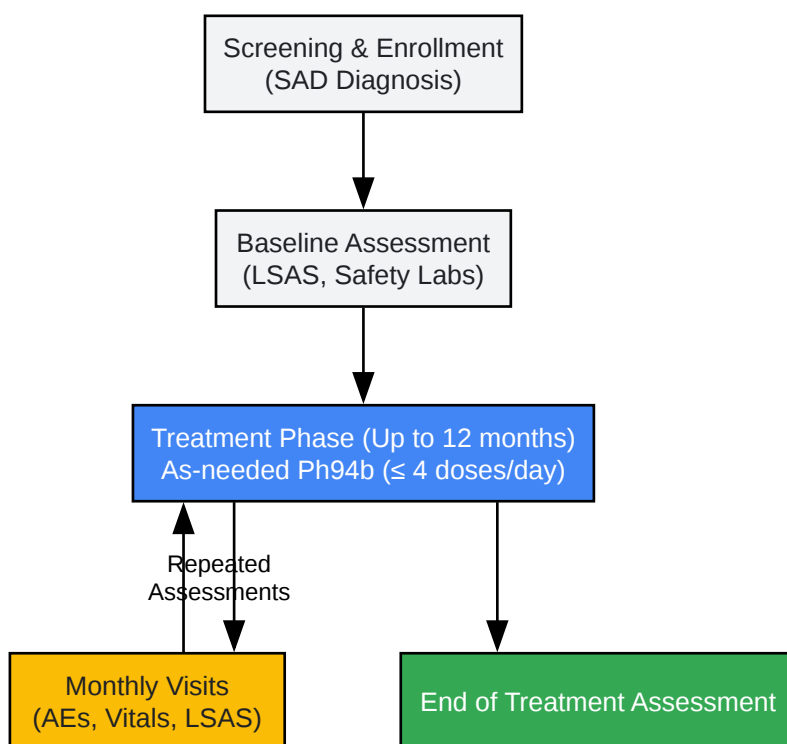 Screening & Enrollment
(SAD Diagnosis)
Baseline Assessment
(LSAS, Safety Labs)
Treatment Phase (Up to 12 months)
As-needed Ph94b (≤ 4 doses/day)
Repeated
Assessments
Monthly Visits
(AEs, Vitals, LSAS)
End of Treatment Assessment